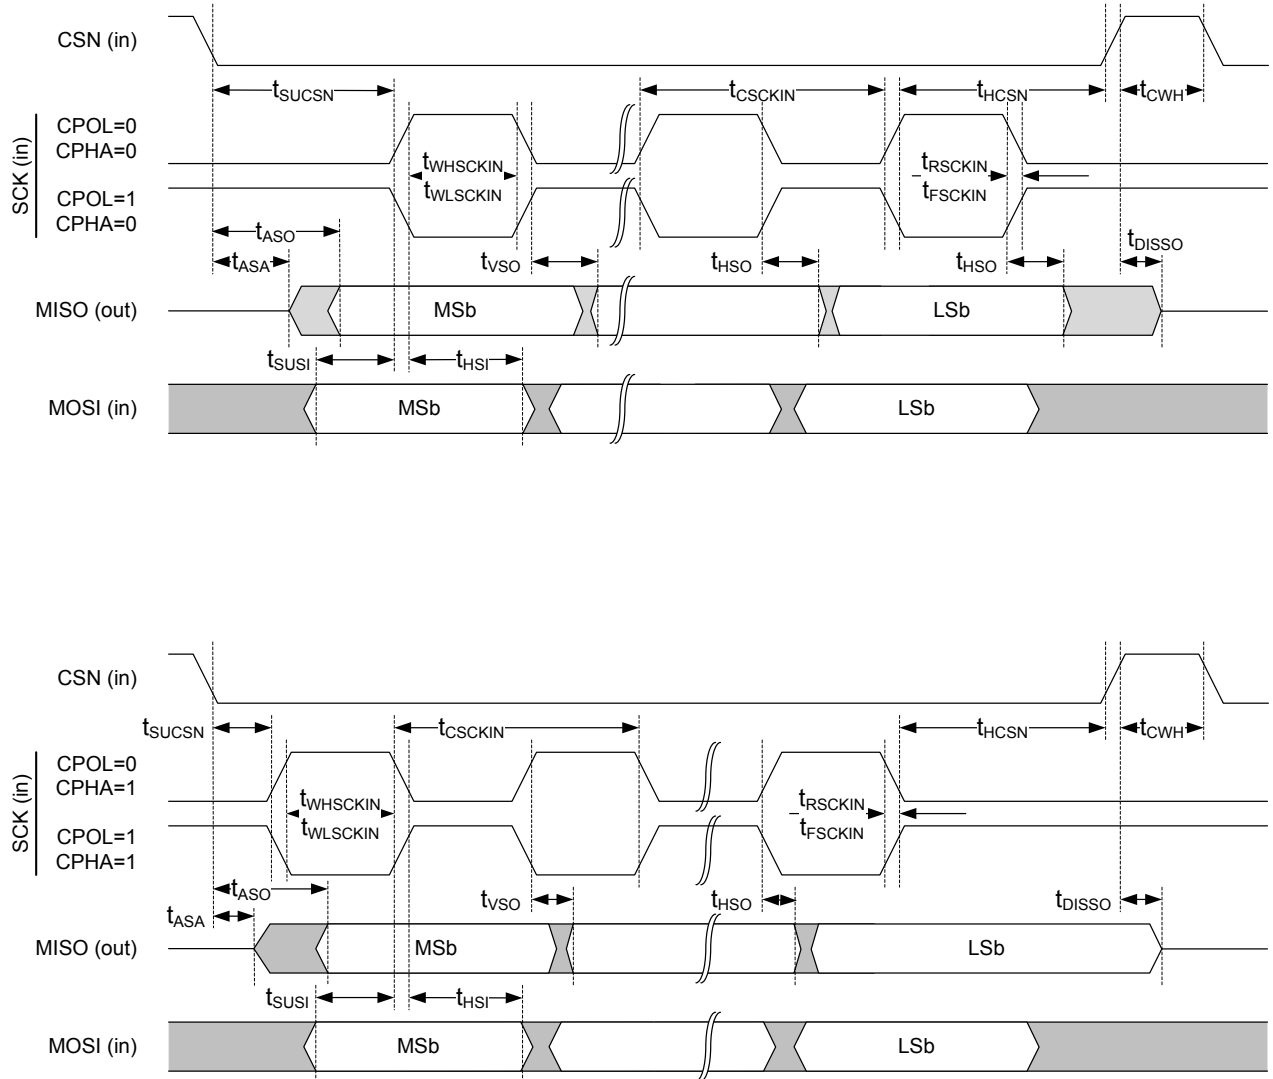 CSN (in)
tSUCSN
tCSCKIN
tHCSN
tCWH
SCK (in)
CPOL=0
CPHA=0
tWHSCKIN
tWLSCKIN
tRSCKIN
tFSCKIN
CPOL=1
CPHA=0
tASO
tASA
tVSO
tHSO
tHSO
tDISSO
MISO (out)
MSb
LSb
tSUSI
tHSI
MOSI (in)
MSb
LSb
CSN (in)
tSUCSN
tCSCKIN
tHCSN
tCWH
SCK (in)
CPOL=0
CPHA=1
tWHSCKIN
tWLSCKIN
tRSCKIN
tFSCKIN
CPOL=1
CPHA=1
tASO
tASA
tVSO
tHSO
tDISSO
MISO (out)
MSb
LSb
tSUSI
tHSI
MOSI (in)
MSb
LSb